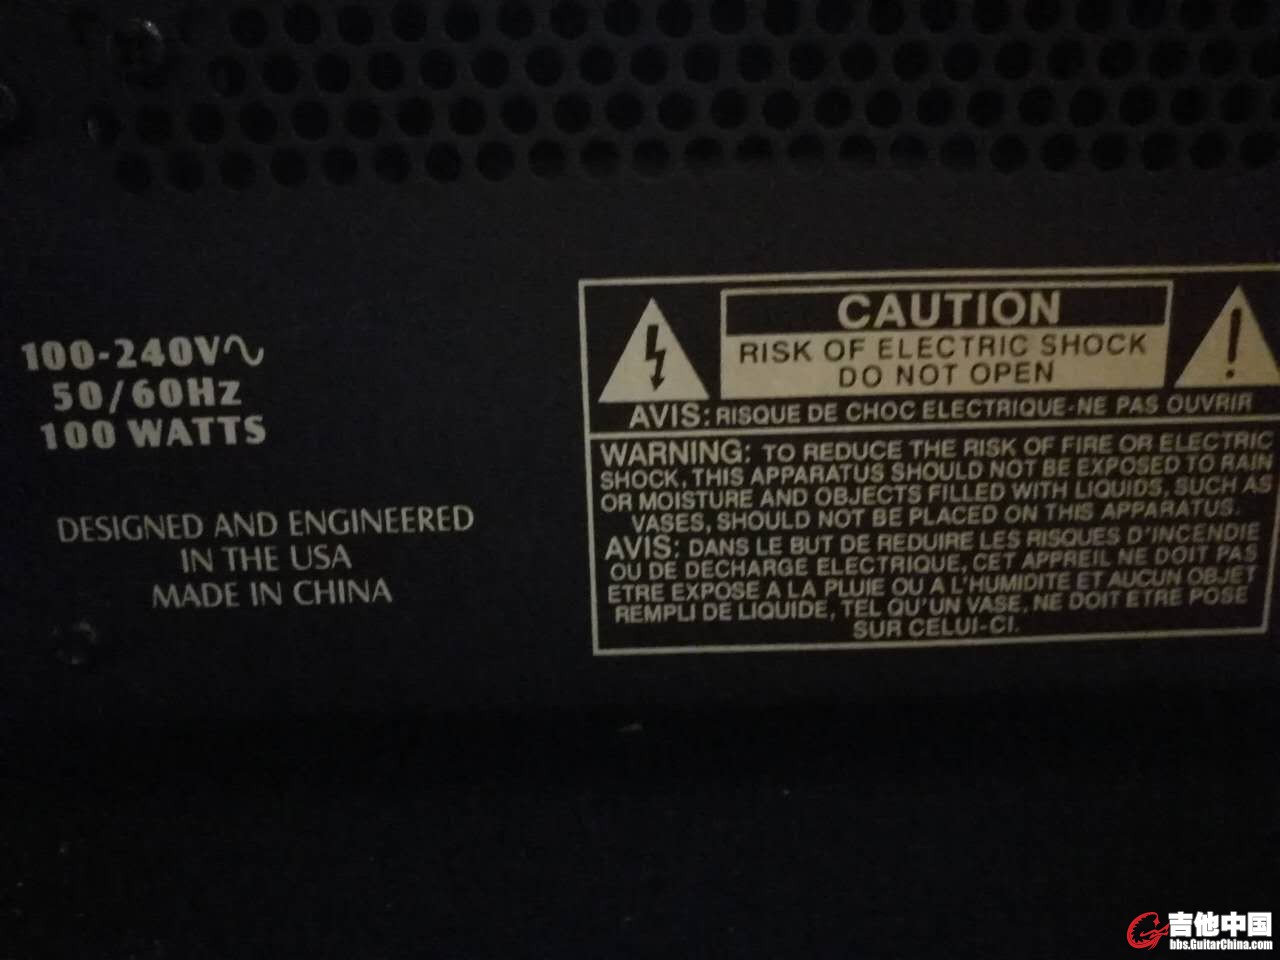 100-240V~
50/60Hz
100 WATTS
DESIGNED AND ENGINEERED
IN THE USA
MADE IN CHINA
CAUTION
RISK OF ELECTRIC SHOCK
DO NOT OPEN
AVIS: RISQUE DE CHOC ELECTRIQUE-NE PAS OUVRIR
WARNING: TO REDUCE THE RISK OF FIRE OR ELECTRIC
SHOCK, THIS APPARATUS SHOULD NOT BE EXPOSED TO RAIN
OR MOISTURE AND OBJECTS FILLED WITH LIQUIDS, SUCH AS
VASES, SHOULD NOT BE PLACED ON THIS APPARATUS.
AVIS: DANS LE BUT DE REDUIRE LES RISQUES D'INCENDIE
OU DE DECHARGE ELECTRIQUE, CET APPREIL NE DOIT PAS
ETRE EXPOSE A LA PLUIE OU A L'HUMIDITE ET AUCUN OBJET
REMPLI DE LIQUIDE, TEL QU'UN VASE, NE DOIT ETRE POSE
SUR CELUI-CI.
吉他中国
bbs.GuitarChina.com